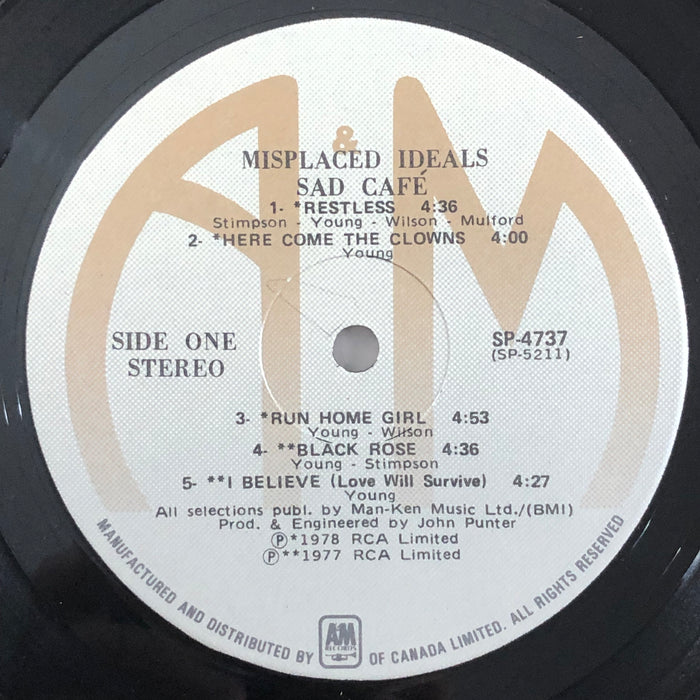 A&M
MISPLACED IDEALS
SAD CAFÉ
1- *RESTLESS 4:36
Stimpson - Young - Wilson - Mulford
2- *HERE COME THE CLOWNS 4:00
Young
SIDE ONE
STEREO
SP-4737
(SP-5211)
3- *RUN HOME GIRL 4:53
Young - Wilson
4- **BLACK ROSE 4:36
Young - Stimpson
5- **I BELIEVE (Love Will Survive) 4:27
Young
All selections publ. by Man-Ken Music Ltd./(BMI)
Prod. & Engineered by John Punter
Ⓟ*1978 RCA Limited
Ⓟ**1977 RCA Limited
MANUFACTURED AND DISTRIBUTED BY A&M RECORDS OF CANADA LIMITED. ALL RIGHTS RESERVED